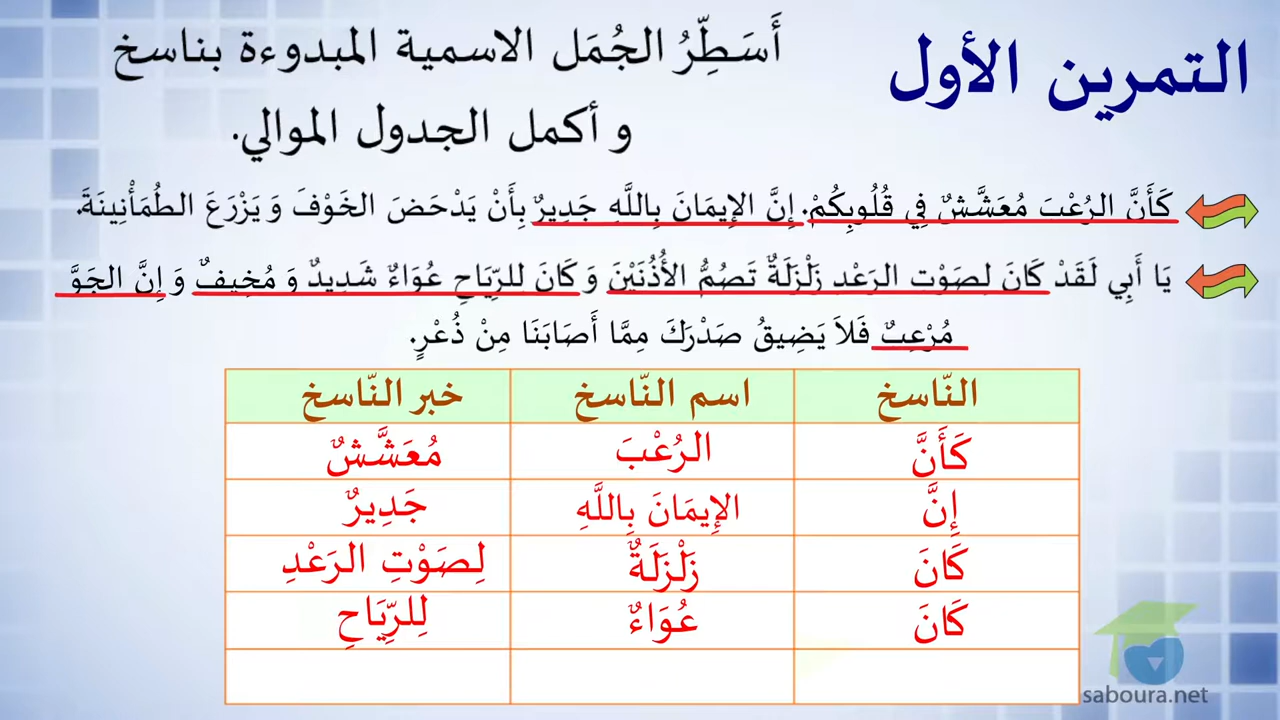 التمرين الأول
أَسَطِّرُ الجُمَل الاسمية المبدوءة بناسخ
و أكمل الجدول الموالي.
كَأَنَّ الرُعْبَ مُعَشَّشٌ فِي قُلُوبِكُمْ. إِنَّ الإِيمَانَ بِاللَّهِ جَدِيرٌ بِأَنْ يَدْحَضَ الخَوْفَ وَ يَزْرَعَ الطُمَأْنِينَةَ.
يَا أَبِي لَقَدْ كَانَ لِصَوْتِ الرَعْدِ زَلْزَلَةٌ تَصُمُّ الأُذُنَيْنَ وَ كَانَ لِلرِّيَاحِ عُوَاءٌ شَدِيدٌ وَ مُخِيفٌ وَ إِنَّ الجَوَّ
مُرْعِبٌ فَلاَ يَضِيقُ صَدْرَكَ مِمَّا أَصَابَنَا مِنْ ذُعْرٍ.
النّاسخ اسم النّاسخ خبر النّاسخ
كَأَنَّ الرُعْبَ مُعَشَّشٌ
إِنَّ الإِيمَانَ بِاللَّهِ جَدِيرٌ
كَانَ زَلْزَلَةٌ لِصَوْتِ الرَعْدِ
كَانَ عُوَاءٌ لِلرِّيَاحِ
saboura.net